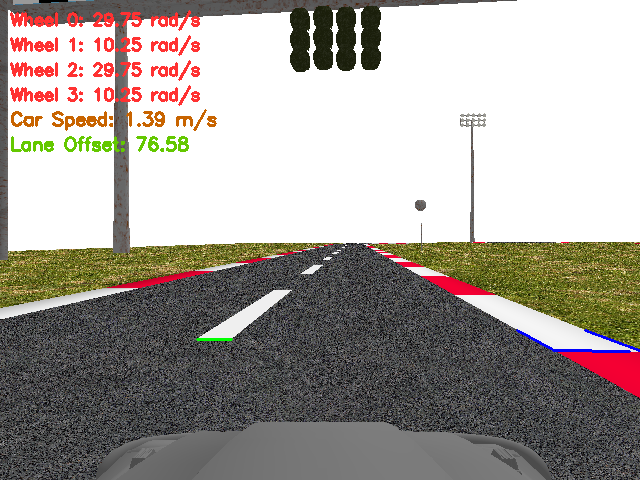 Wheel 0: 29.75 rad/s
Wheel 1: 10.25 rad/s
Wheel 2: 29.75 rad/s
Wheel 3: 10.25 rad/s
Car Speed: 1.39 m/s
Lane Offset: 76.58